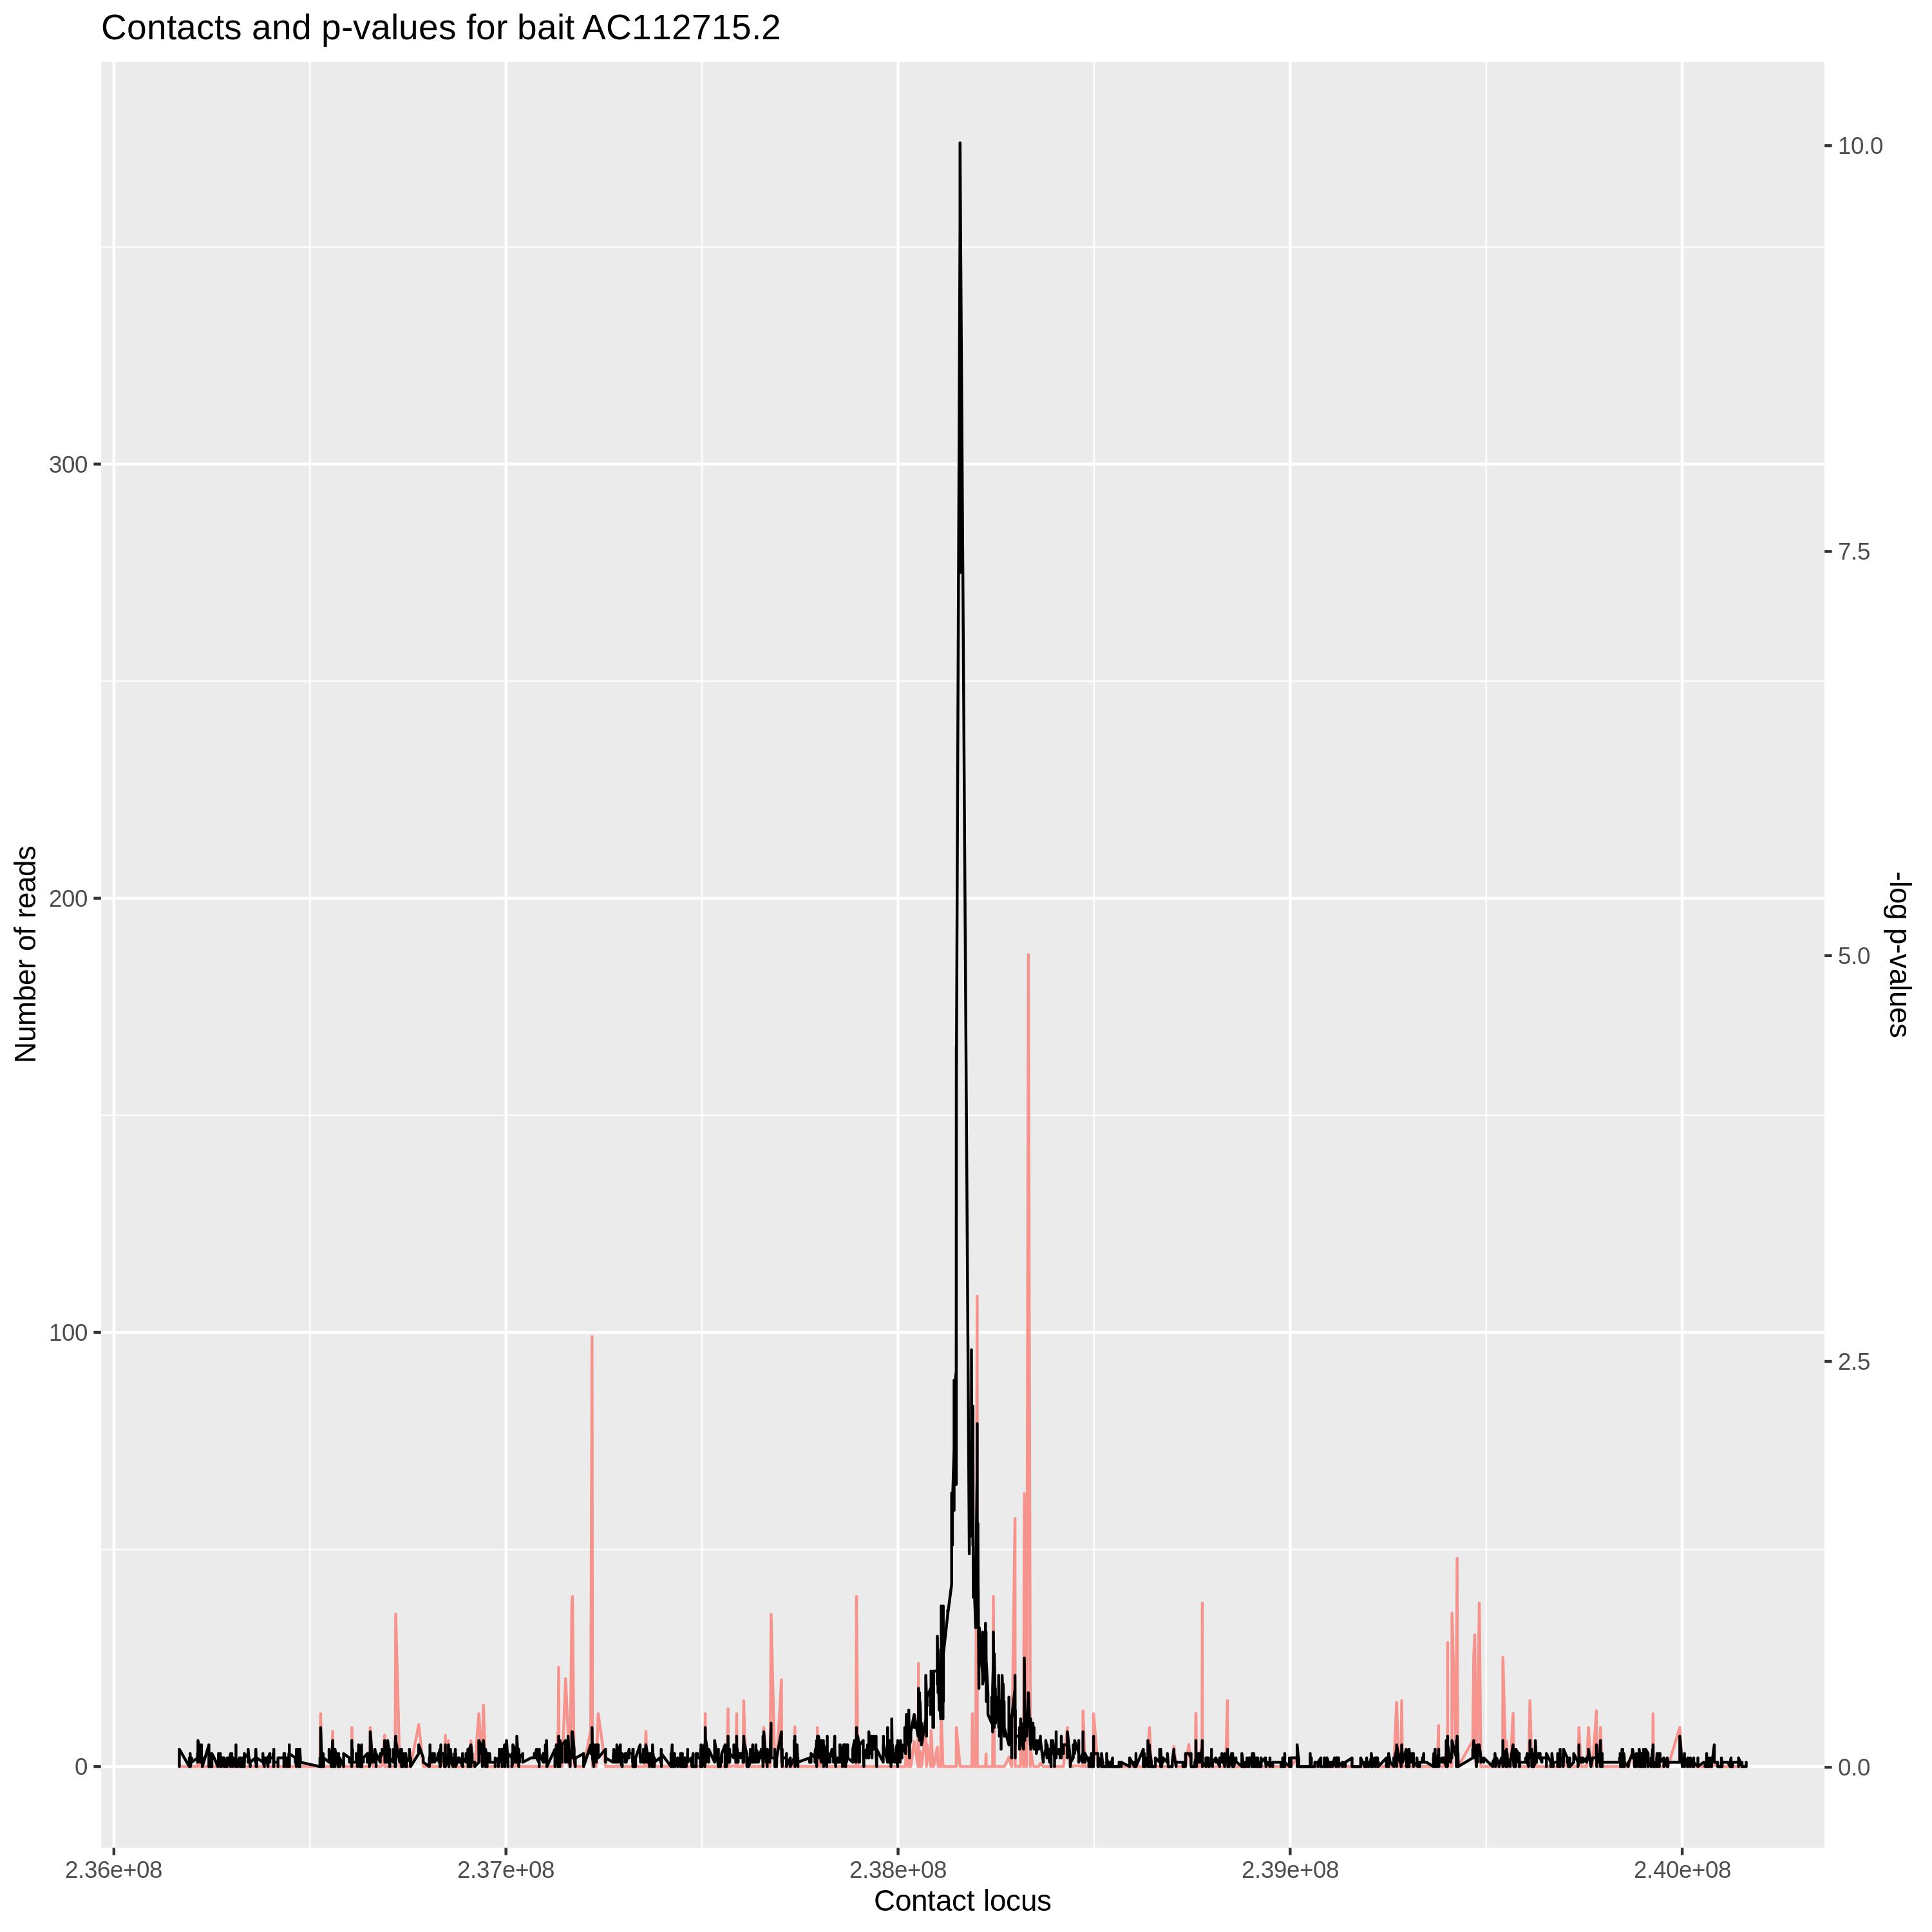 Contacts and p-values for bait AC112715.2
Number of reads
300
200
100
0
10.0
7.5
5.0
2.5
0.0
-log p-values
2.36e+08 2.37e+08 2.38e+08 2.39e+08 2.40e+08
Contact locus